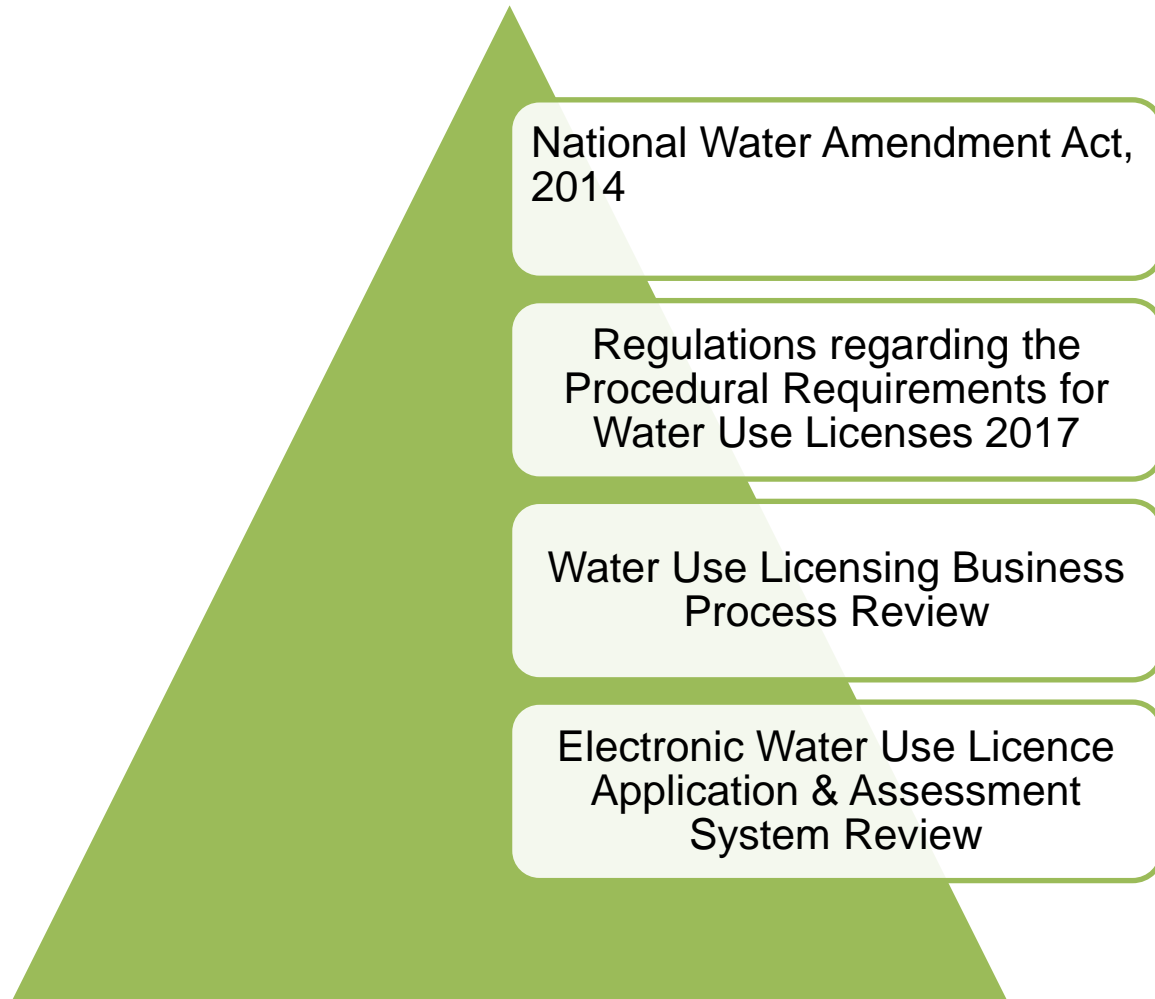 National Water Amendment Act,
2014
Regulations regarding the
Procedural Requirements for
Water Use Licenses 2017
Water Use Licensing Business
Process Review
Electronic Water Use Licence
Application & Assessment
System Review